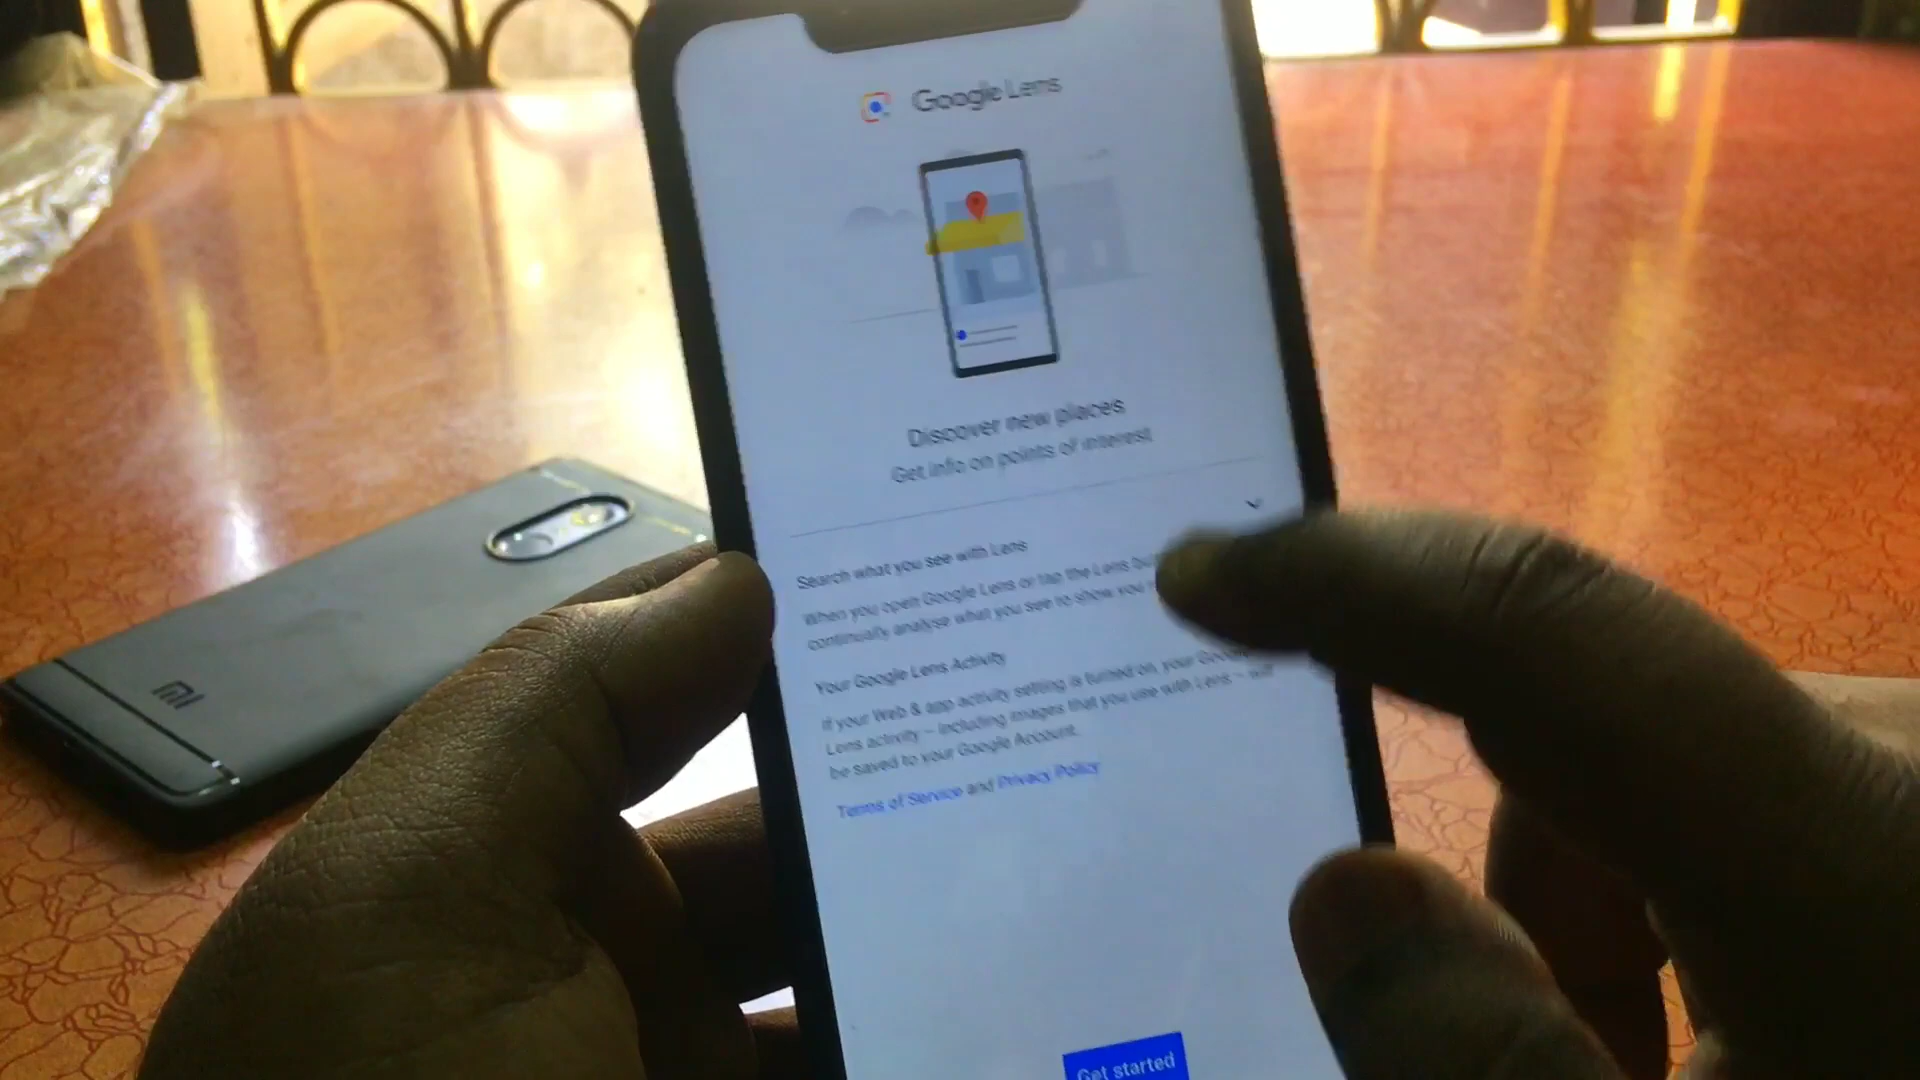 Google Lens
Discover new places
Get info on points of interest
Search what you see with Lens
When you open Google Lens or tap the Lens
continually analyse what you see to show you
Your Google Lens Activity
If your Web & app activity setting is turned on, your Google
Lens activity – including images that you use with Lens – will
be saved to your Google Account.
Terms of Service and Privacy Policy
Get started
mi